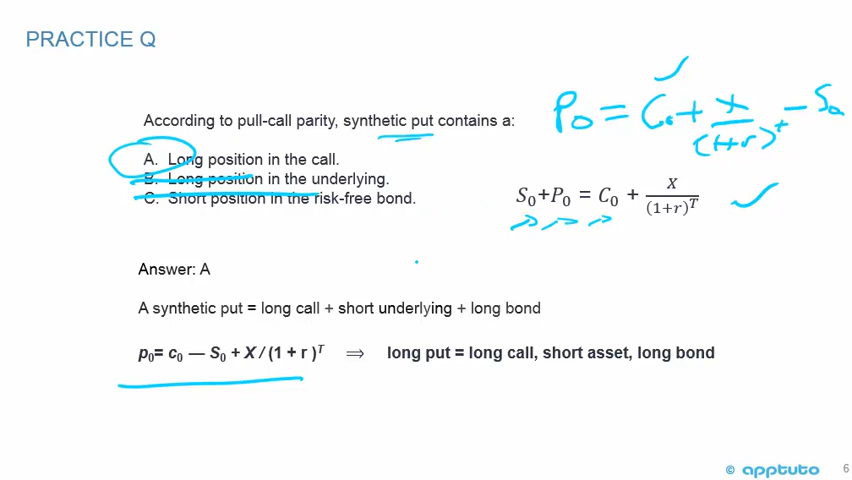 PRACTICE Q
According to pull-call parity, synthetic put contains a:
A. Long position in the call.
B. Long position in the underlying.
C. Short position in the risk-free bond.
P₀ = C₀ + X/(1+r)ᵗ − S₀
S₀+P₀ = C₀ + X/(1+r)ᵀ
Answer: A
A synthetic put = long call + short underlying + long bond
p₀= c₀ — S₀ + X / (1 + r )ᵀ ⟹ long put = long call, short asset, long bond
© apptuto 6